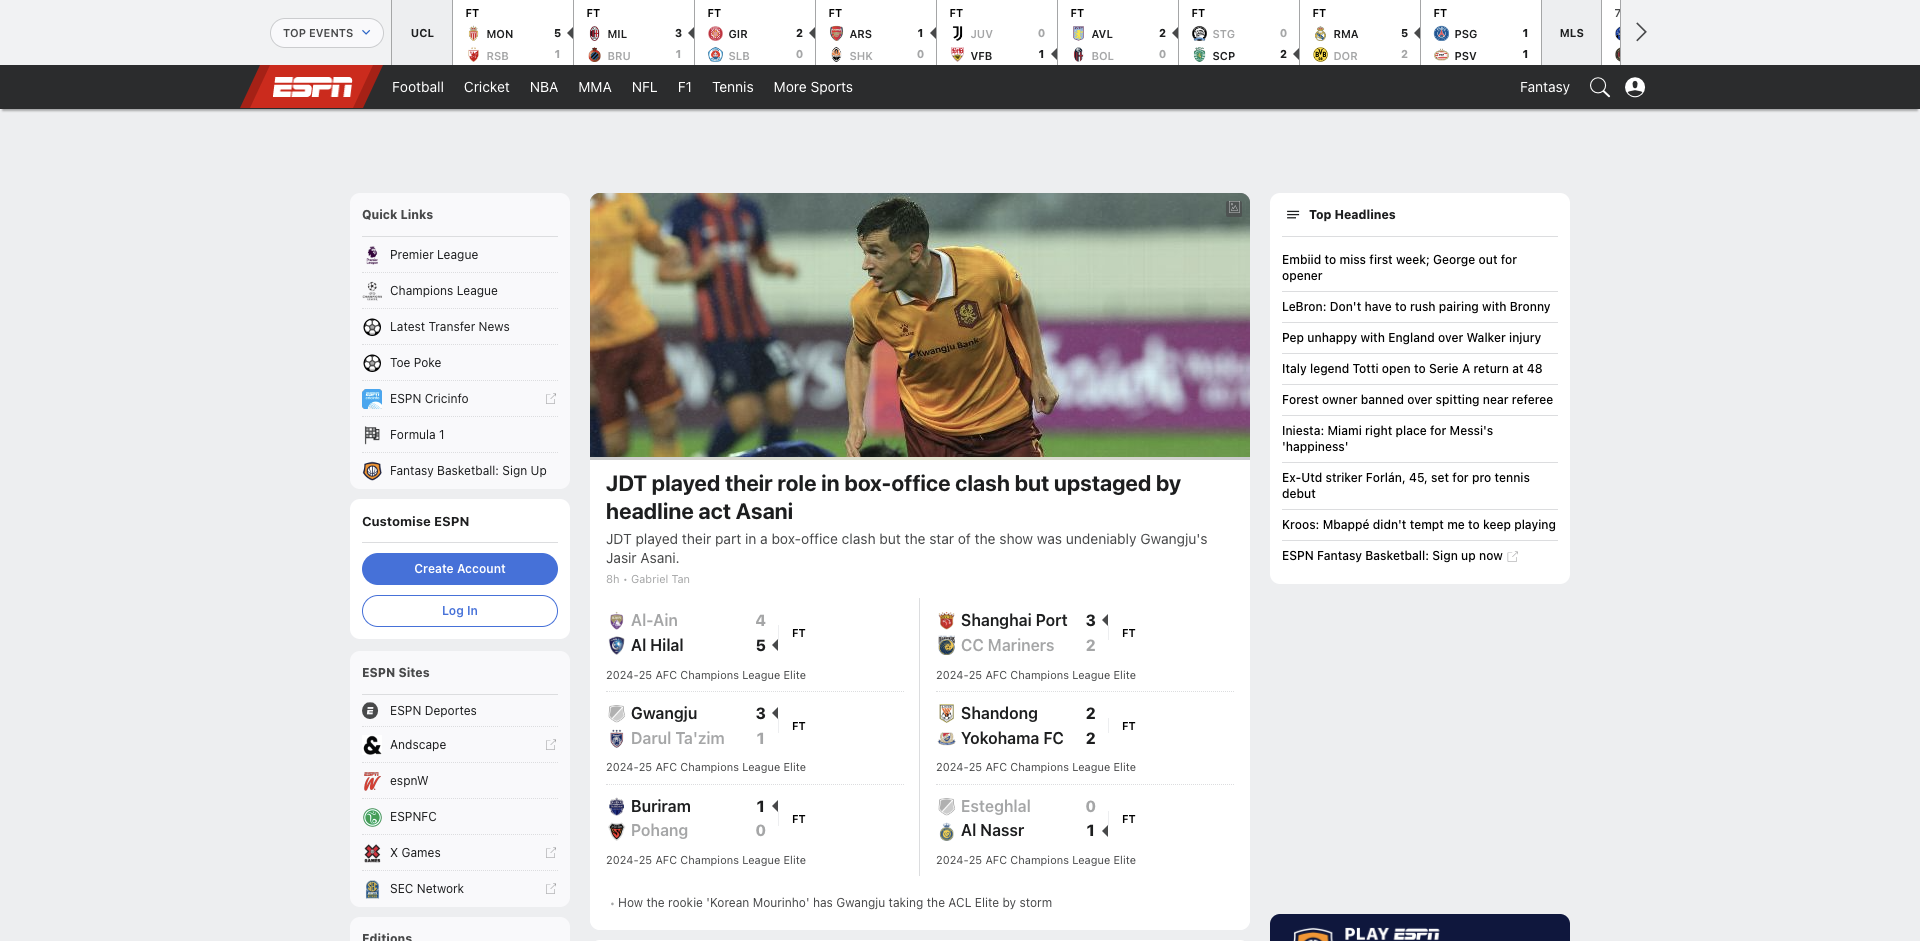 TOP EVENTS
UCL
FT
MON 5
RSB 1
FT
MIL 3
BRU 1
FT
GIR 2
SLB 0
FT
ARS 1
SHK 0
FT
JUV 0
VFB 1
FT
AVL 2
BOL 0
FT
STG 0
SCP 2
FT
RMA 5
DOR 2
FT
PSG 1
PSV 1
MLS
ESPN
Football
Cricket
NBA
MMA
NFL
F1
Tennis
More Sports
Fantasy
Quick Links
Premier League
Champions League
Latest Transfer News
Toe Poke
ESPN Cricinfo
Formula 1
Fantasy Basketball: Sign Up
Customise ESPN
Create Account
Log In
ESPN Sites
ESPN Deportes
Andscape
espnW
ESPNFC
X Games
SEC Network
Editions
Kwangju Bank
JDT played their role in box-office clash but upstaged by
headline act Asani
JDT played their part in a box-office clash but the star of the show was undeniably Gwangju's
Jasir Asani.
8h • Gabriel Tan
Al-Ain 4
Al Hilal 5
FT
2024-25 AFC Champions League Elite
Gwangju 3
Darul Ta'zim 1
FT
2024-25 AFC Champions League Elite
Buriram 1
Pohang 0
FT
2024-25 AFC Champions League Elite
Shanghai Port 3
CC Mariners 2
FT
2024-25 AFC Champions League Elite
Shandong 2
Yokohama FC 2
FT
2024-25 AFC Champions League Elite
Esteghlal 0
Al Nassr 1
FT
2024-25 AFC Champions League Elite
• How the rookie 'Korean Mourinho' has Gwangju taking the ACL Elite by storm
Top Headlines
Embiid to miss first week; George out for
opener
LeBron: Don't have to rush pairing with Bronny
Pep unhappy with England over Walker injury
Italy legend Totti open to Serie A return at 48
Forest owner banned over spitting near referee
Iniesta: Miami right place for Messi's
'happiness'
Ex-Utd striker Forlán, 45, set for pro tennis
debut
Kroos: Mbappé didn't tempt me to keep playing
ESPN Fantasy Basketball: Sign up now
PLAY ESPN